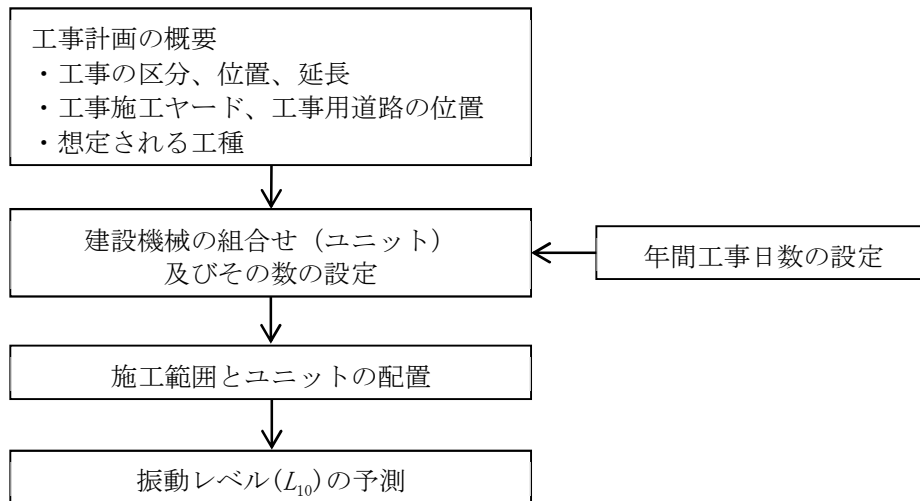 工事計画の概要
・工事の区分、位置、延長
・工事施工ヤード、工事用道路の位置
・想定される工種
建設機械の組合せ（ユニット）
及びその数の設定
年間工事日数の設定
施工範囲とユニットの配置
振動レベル(L10)の予測